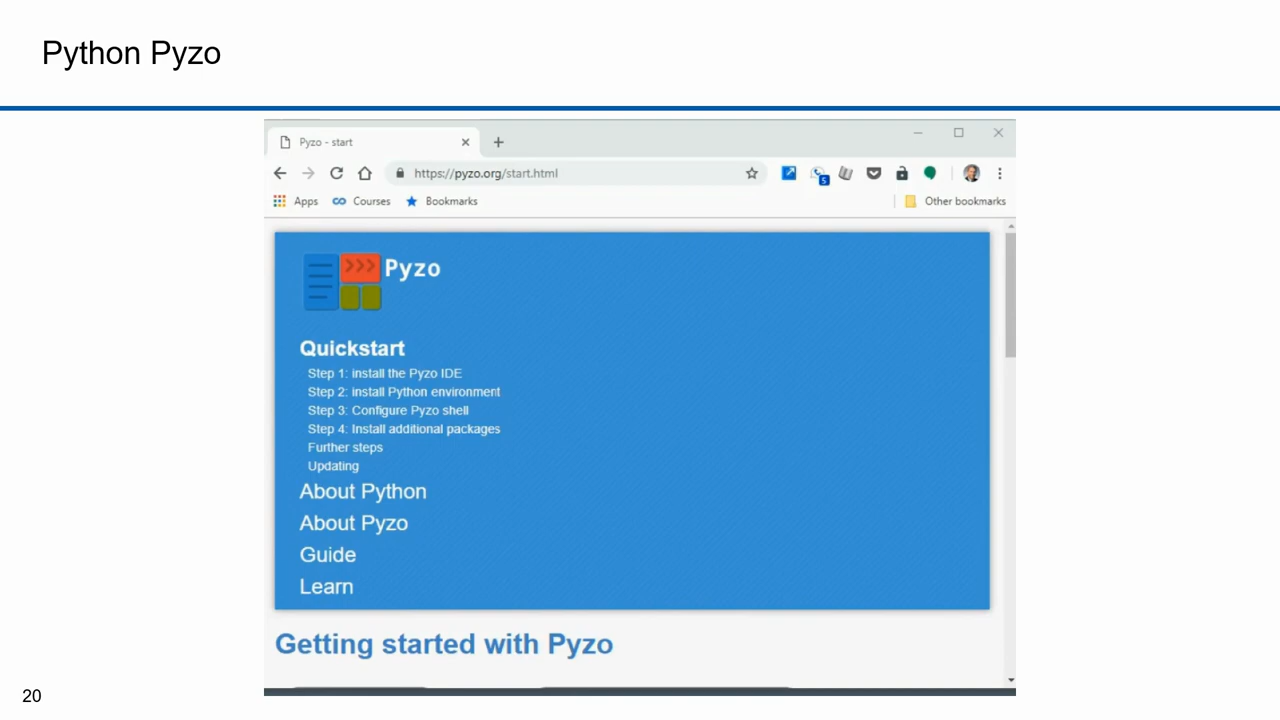 Python Pyzo
Pyzo - start
https://pyzo.org/start.html
5
Apps Courses Bookmarks Other bookmarks
>>> Pyzo
Quickstart
Step 1: install the Pyzo IDE
Step 2: install Python environment
Step 3: Configure Pyzo shell
Step 4: Install additional packages
Further steps
Updating
About Python
About Pyzo
Guide
Learn
Getting started with Pyzo
20